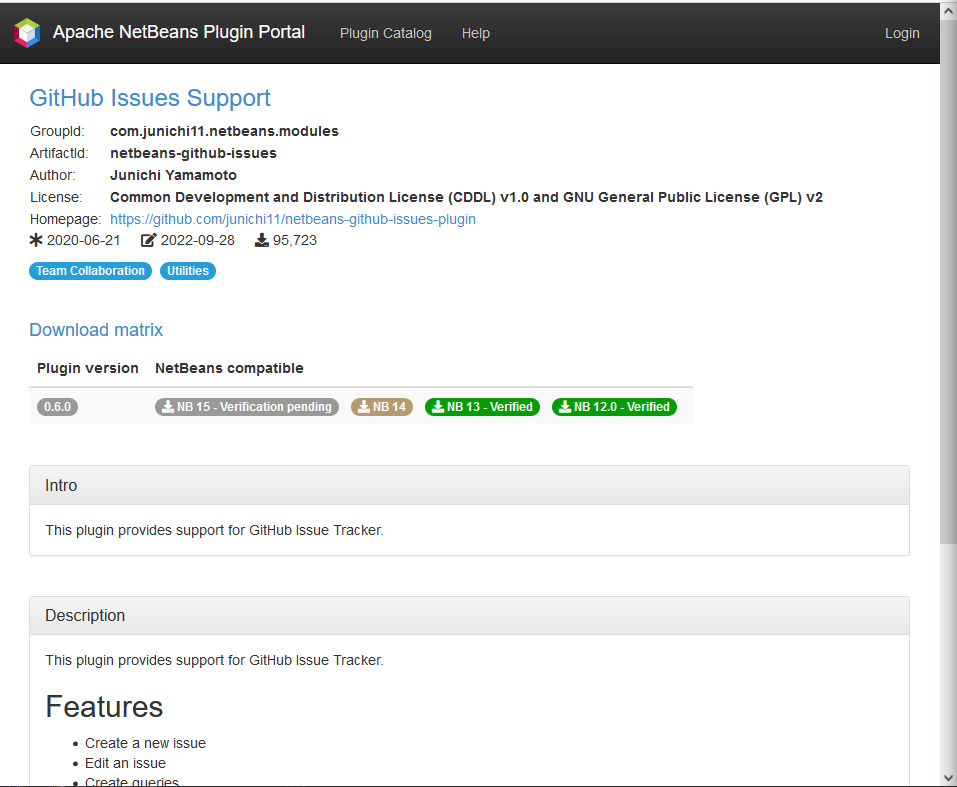 Apache NetBeans Plugin Portal Plugin Catalog Help Login
GitHub Issues Support
GroupId: com.junichi11.netbeans.modules
ArtifactId: netbeans-github-issues
Author: Junichi Yamamoto
License: Common Development and Distribution License (CDDL) v1.0 and GNU General Public License (GPL) v2
Homepage: https://github.com/junichi11/netbeans-github-issues-plugin
2020-06-21 2022-09-28 95,723
Team Collaboration Utilities
Download matrix
Plugin version NetBeans compatible
0.6.0 NB 15 - Verification pending NB 14 NB 13 - Verified NB 12.0 - Verified
Intro
This plugin provides support for GitHub Issue Tracker.
Description
This plugin provides support for GitHub Issue Tracker.
Features
• Create a new issue
• Edit an issue
• Create queries